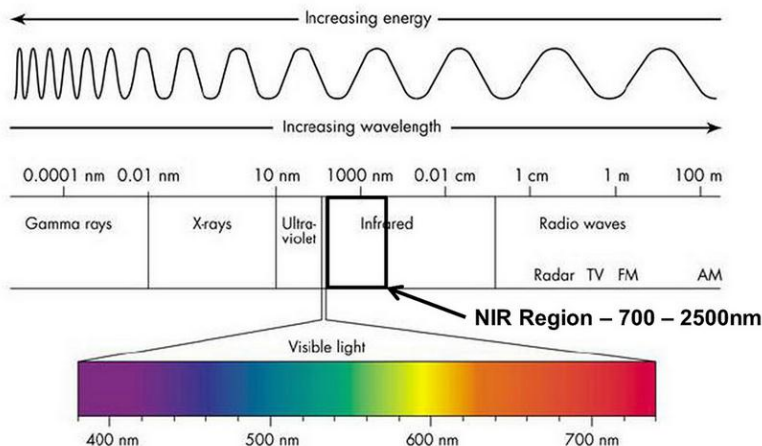 Increasing energy
Increasing wavelength
0.0001 nm 0.01 nm 10 nm 1000 nm 0.01 cm 1 cm 1 m 100 m
Gamma rays X-rays Ultra-
violet Infrared Radio waves
Radar TV FM AM
NIR Region – 700 – 2500nm
Visible light
400 nm 500 nm 600 nm 700 nm